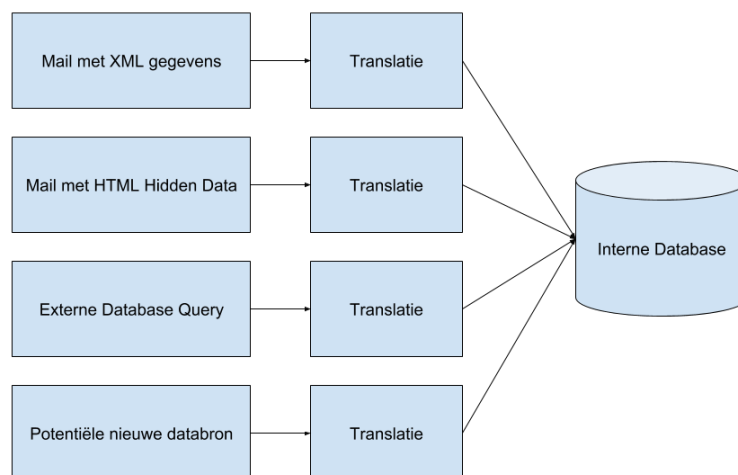 Mail met XML gegevens
Translatie
Mail met HTML Hidden Data
Translatie
Interne Database
Externe Database Query
Translatie
Potentiële nieuwe databron
Translatie